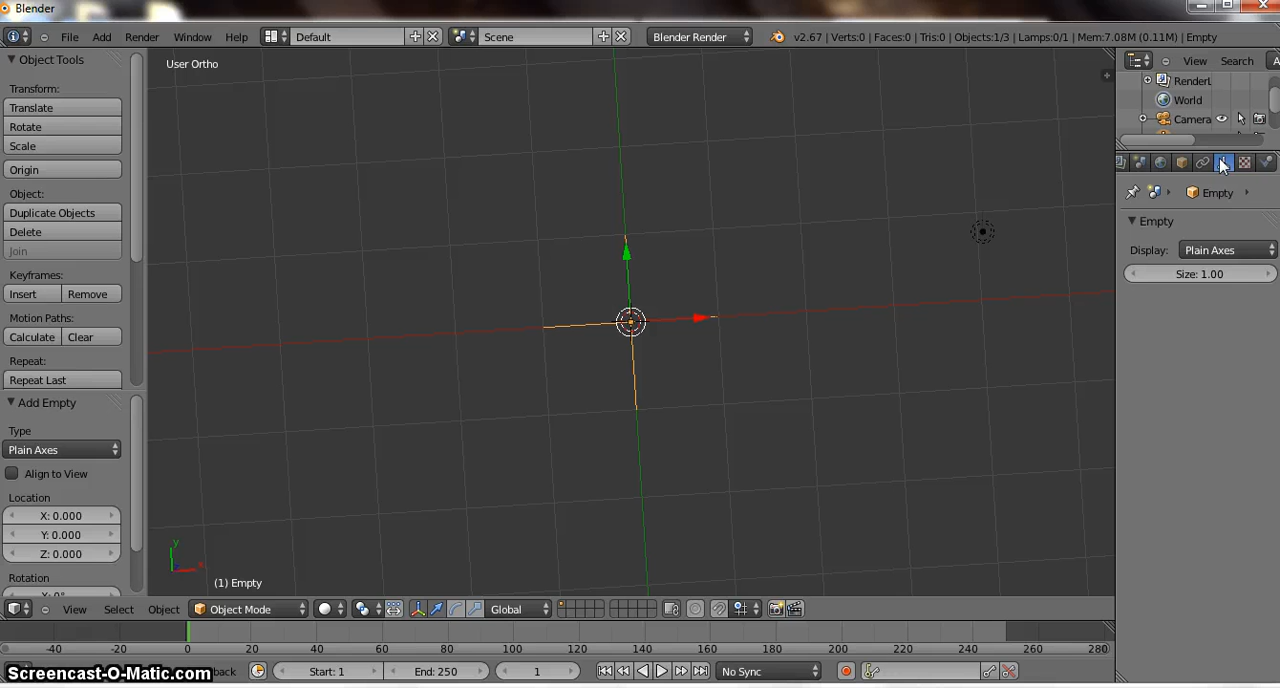 Blender
File Add Render Window Help Default Scene Blender Render v2.67 | Verts:0 | Faces:0 | Tris:0 | Objects:1/3 | Lamps:0/1 | Mem:7.08M (0.11M) | Empty
Object Tools
Transform:
Translate
Rotate
Scale
Origin
Object:
Duplicate Objects
Delete
Join
Keyframes:
Insert Remove
Motion Paths:
Calculate Clear
Repeat:
Repeat Last
Add Empty
Type
Plain Axes
Align to View
Location
X: 0.000
Y: 0.000
Z: 0.000
Rotation
X: 0°
User Ortho
y
(1) Empty
View Search
RenderL
World
Camera
Empty
Empty
Display: Plain Axes
Size: 1.00
View Select Object Object Mode Global
-40 -20 0 20 40 60 80 100 120 140 160 180 200 220 240 260 280
back Start: 1 End: 250 1 No Sync
Screencast-O-Matic.com